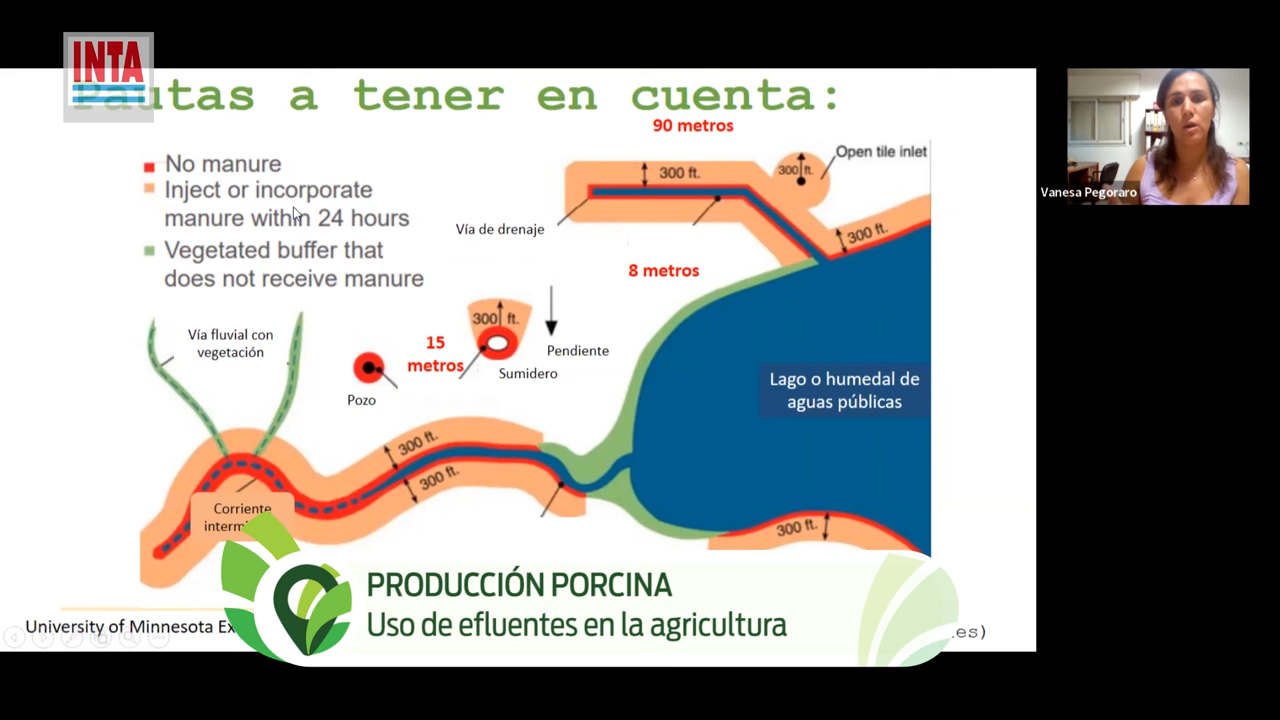 INTA
Pautas a tener en cuenta:
90 metros
No manure
Inject or incorporate
manure within 24 hours
Vegetated buffer that
does not receive manure
300 ft.
300 ft.
Open tile inlet
Vía de drenaje
300 ft.
8 metros
Vanesa Pegoraro
Vía fluvial con
vegetación
300 ft.
15
metros
Pendiente
Sumidero
Pozo
Lago o humedal de
aguas públicas
300 ft.
300 ft.
Corriente
300 ft.
PRODUCCIÓN PORCINA
Uso de efluentes en la agricultura
University of Minnesota
es)